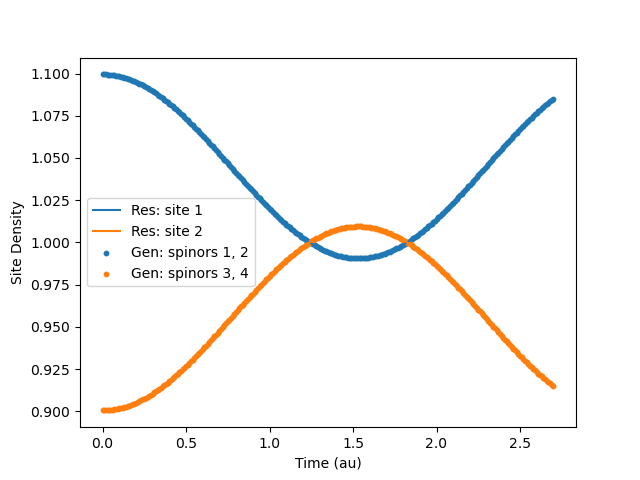 1.100
1.075
1.050
1.025
1.000
0.975
0.950
0.925
0.900
Site Density
Res: site 1
Res: site 2
Gen: spinors 1, 2
Gen: spinors 3, 4
0.0 0.5 1.0 1.5 2.0 2.5
Time (au)